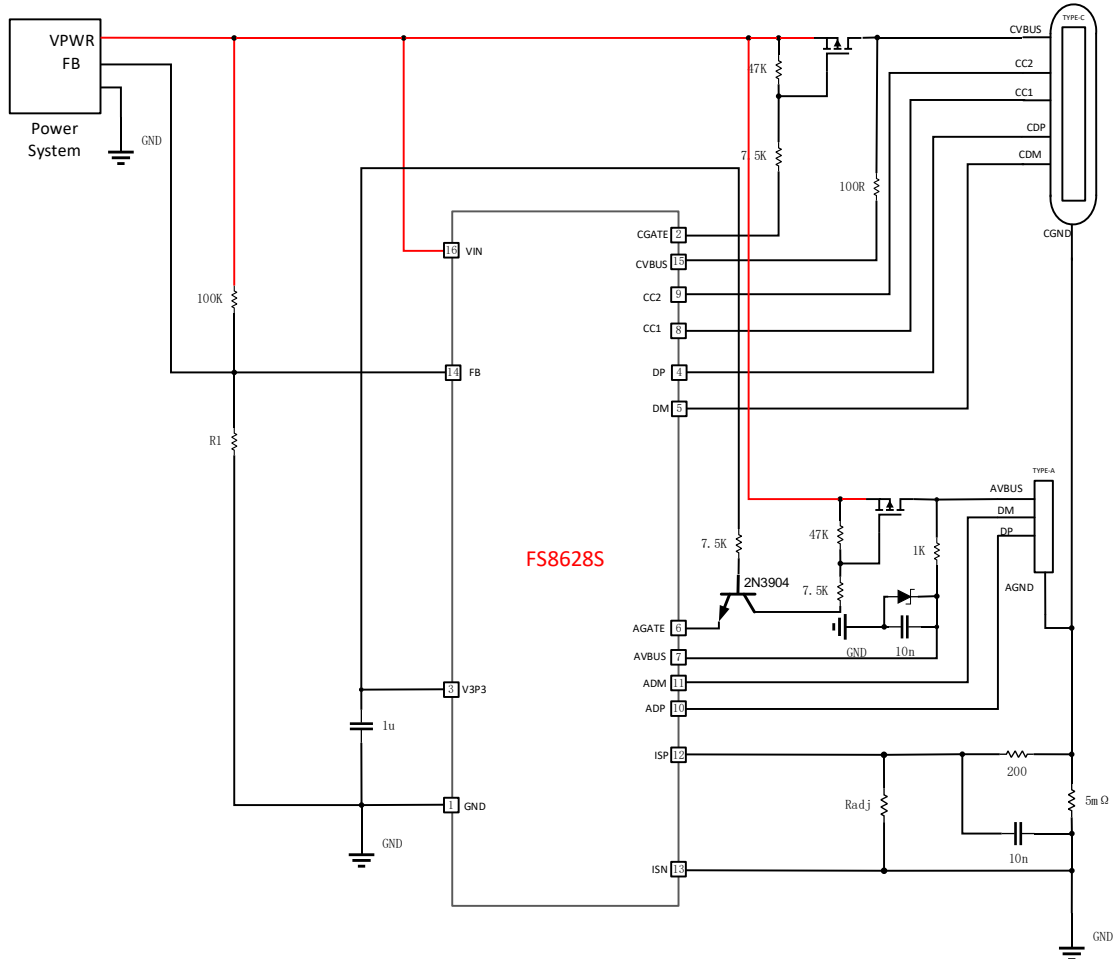 VPWR
FB
Power
System
GND
47K
7.5K
100R
CVBUS
CC2
CC1
CDP
CDM
TYPE-C
CGND
16
VIN
100K
14
FB
R1
CGATE
2
CVBUS
15
CC2
9
CC1
8
DP
4
DM
5
FS8628S
7.5K
2N3904
47K
7.5K
1K
GND
10n
AVBUS
DM
DP
TYPE-A
AGND
AGATE
6
AVBUS
7
ADM
11
ADP
10
3
V3P3
1u
1
GND
GND
ISP
12
Radj
200
5mΩ
10n
ISN
13
GND